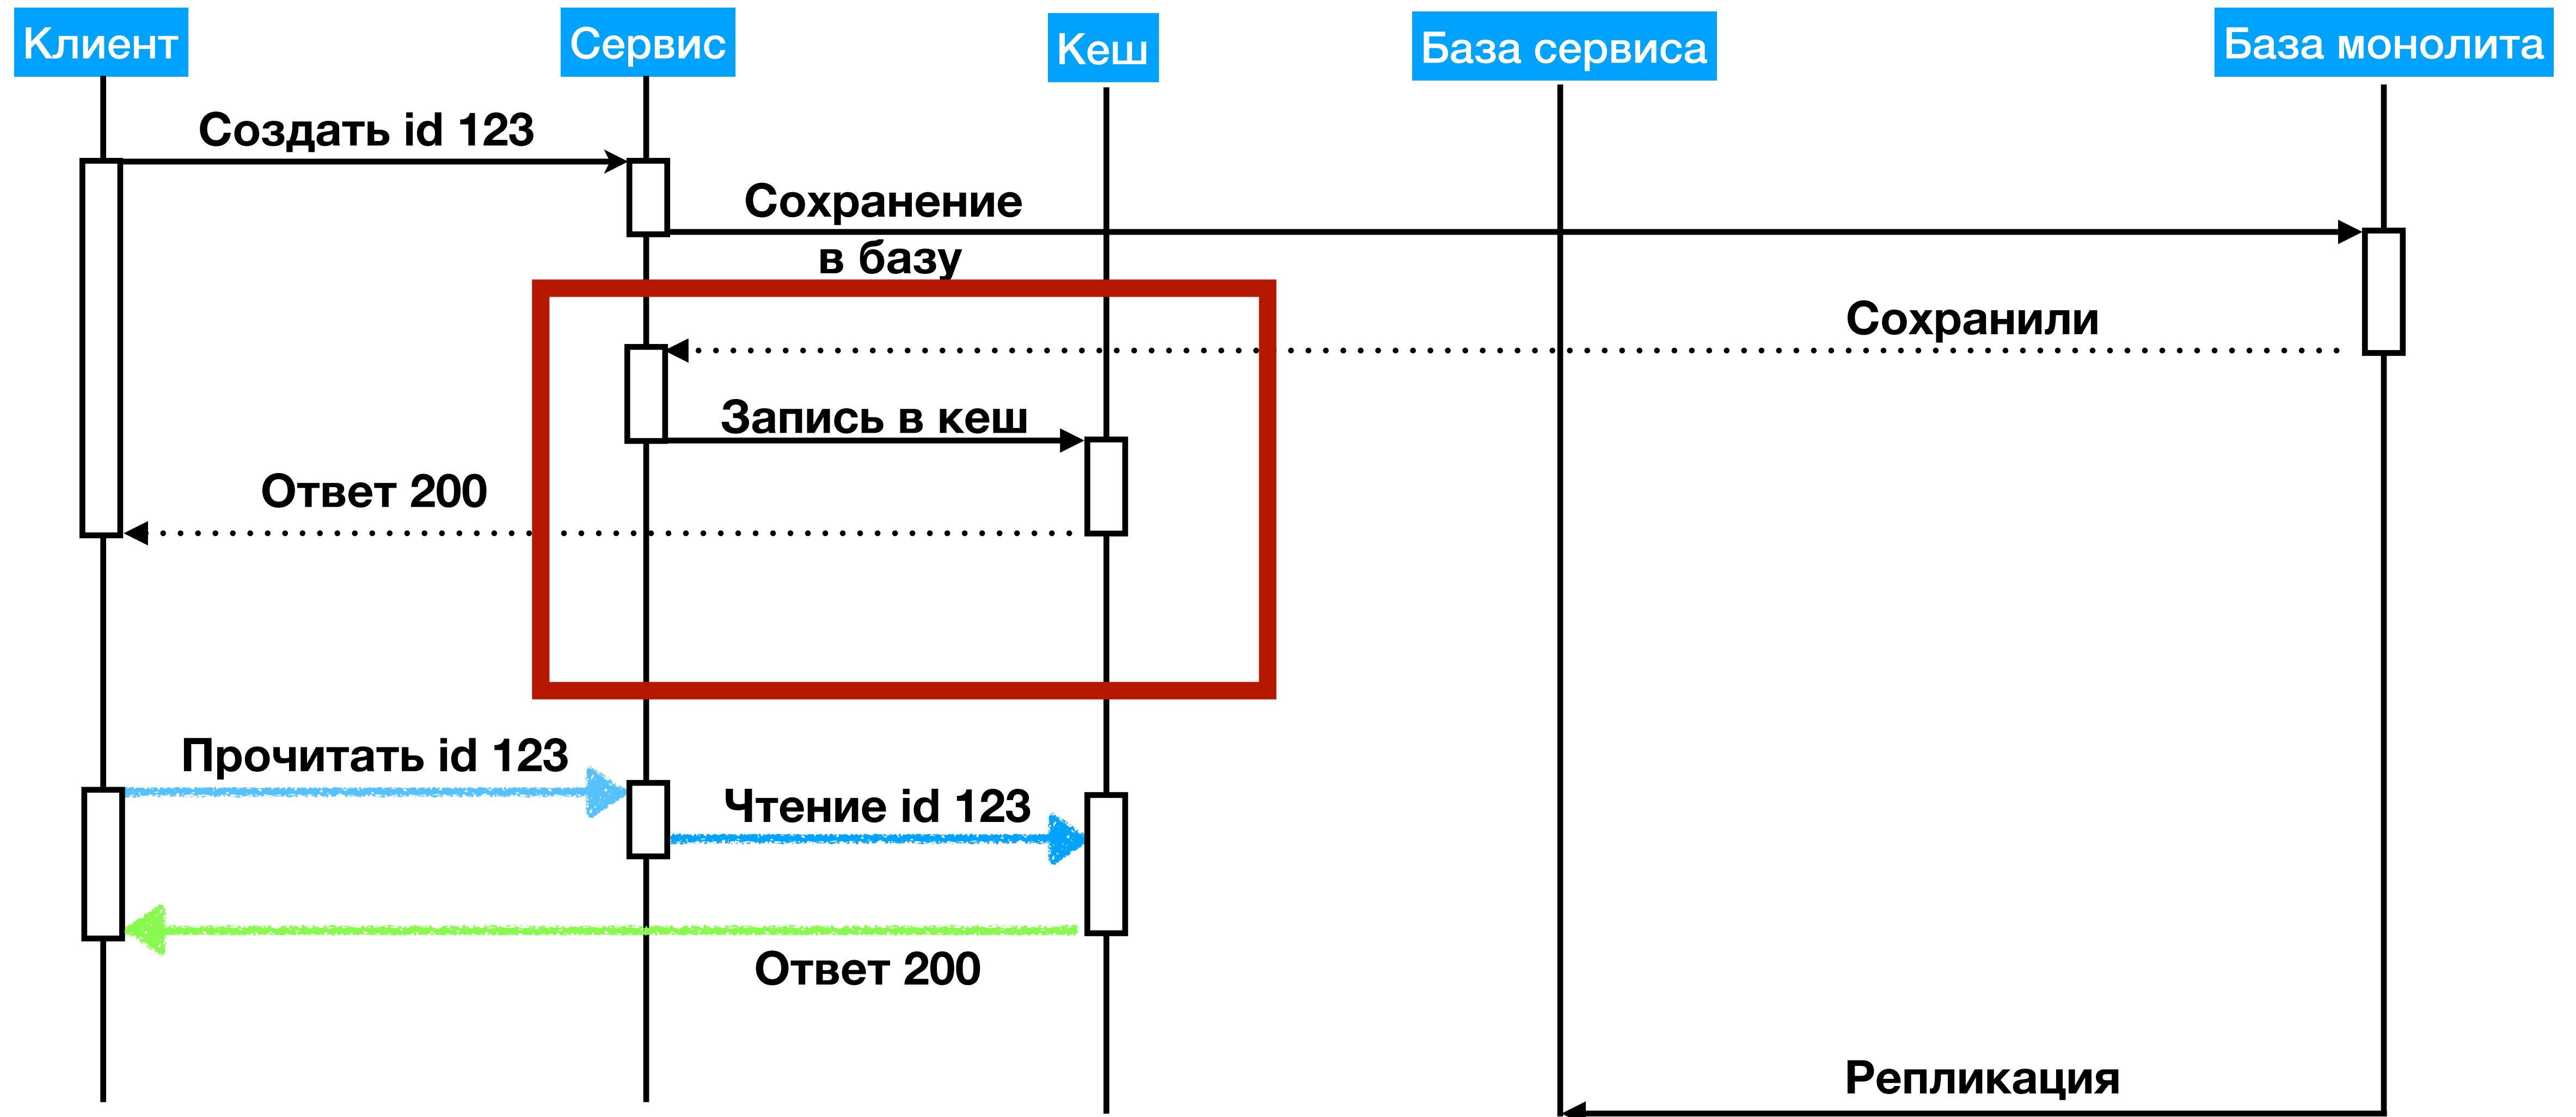 Клиент
Сервис
Кеш
База сервиса
База монолита
Создать id 123
Сохранение
в базу
Сохранили
Запись в кеш
Ответ 200
Прочитать id 123
Чтение id 123
Ответ 200
Репликация